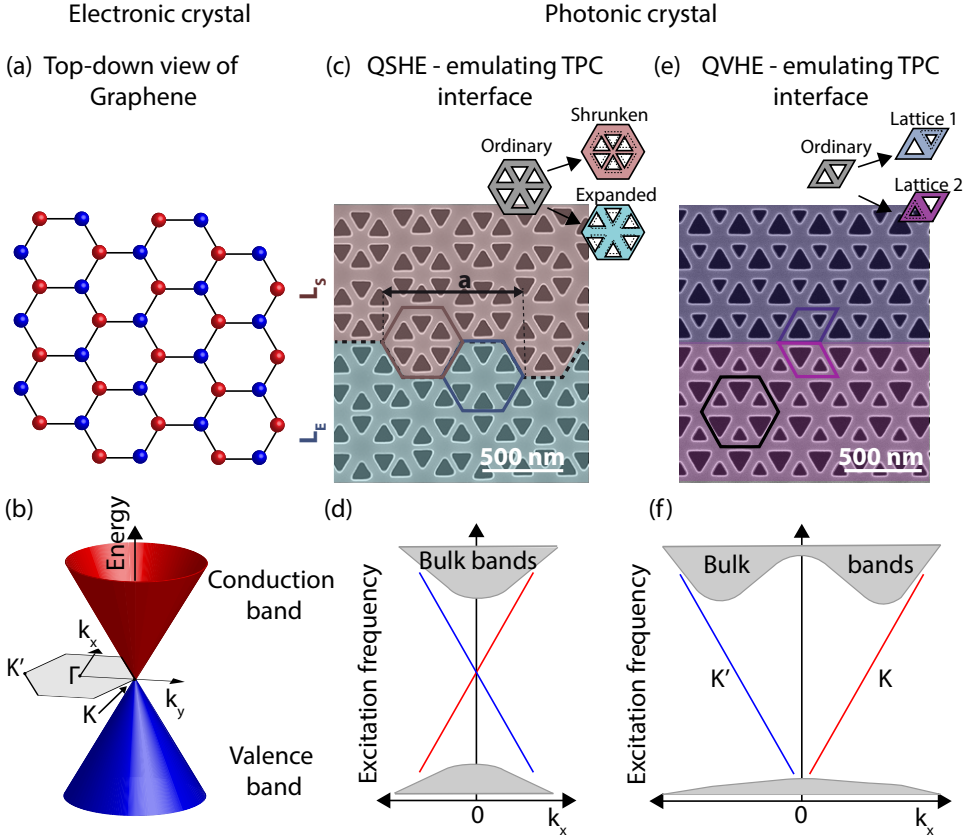 Electronic crystal
Photonic crystal
(a) Top-down view of
Graphene
(c) QSHE - emulating TPC
interface
Ordinary
Shrunken
Expanded
a
L_S
L_E
500 nm
(e) QVHE - emulating TPC
interface
Ordinary
Lattice 1
Lattice 2
500 nm
(b)
Energy
Conduction
band
k_x
K'
Γ
K
k_y
Valence
band
(d)
Bulk bands
Excitation frequency
0
k_x
(f)
Bulk bands
Excitation frequency
K'
K
0
k_x